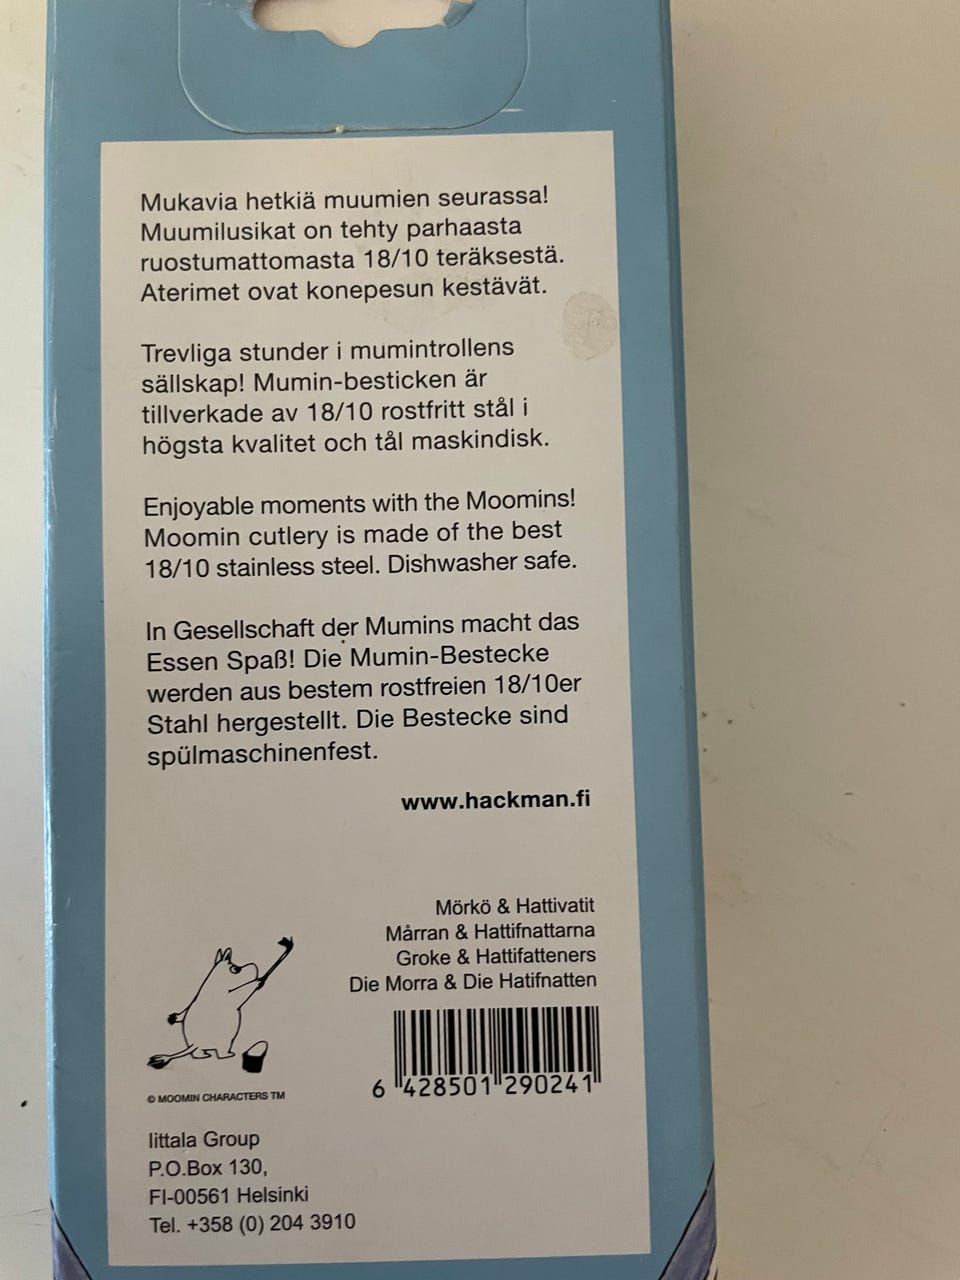 Mukavia hetkiä muumien seurassa!
Muumilusikat on tehty parhaasta
ruostumattomasta 18/10 teräksestä.
Aterimet ovat konepesun kestävät.
Trevliga stunder i mumintrollens
sällskap! Mumin-besticken är
tillverkade av 18/10 rostfritt stål i
högsta kvalitet och tål maskindisk.
Enjoyable moments with the Moomins!
Moomin cutlery is made of the best
18/10 stainless steel. Dishwasher safe.
In Gesellschaft der Mumins macht das
Essen Spaß! Die Mumin-Bestecke
werden aus bestem rostfreien 18/10er
Stahl hergestellt. Die Bestecke sind
spülmaschinenfest.
www.hackman.fi
Mörkö & Hattivatit
Mårran & Hattifnattarna
Groke & Hattifatteners
Die Morra & Die Hatifnatten
6 428501 290241
© MOOMIN CHARACTERS TM
Iittala Group
P.O.Box 130,
FI-00561 Helsinki
Tel. +358 (0) 204 3910